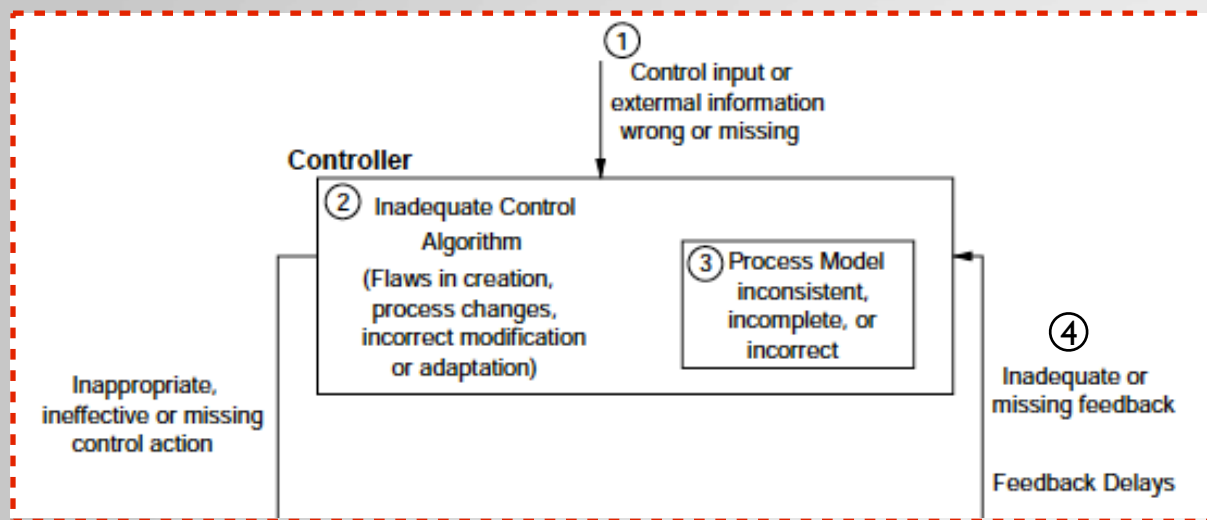 1
Control input or
extermal information
wrong or missing
Controller
2
Inadequate Control
Algorithm
(Flaws in creation,
process changes,
incorrect modification
or adaptation)
3
Process Model
inconsistent,
incomplete, or
incorrect
Inappropriate,
ineffective or missing
control action
4
Inadequate or
missing feedback
Feedback Delays